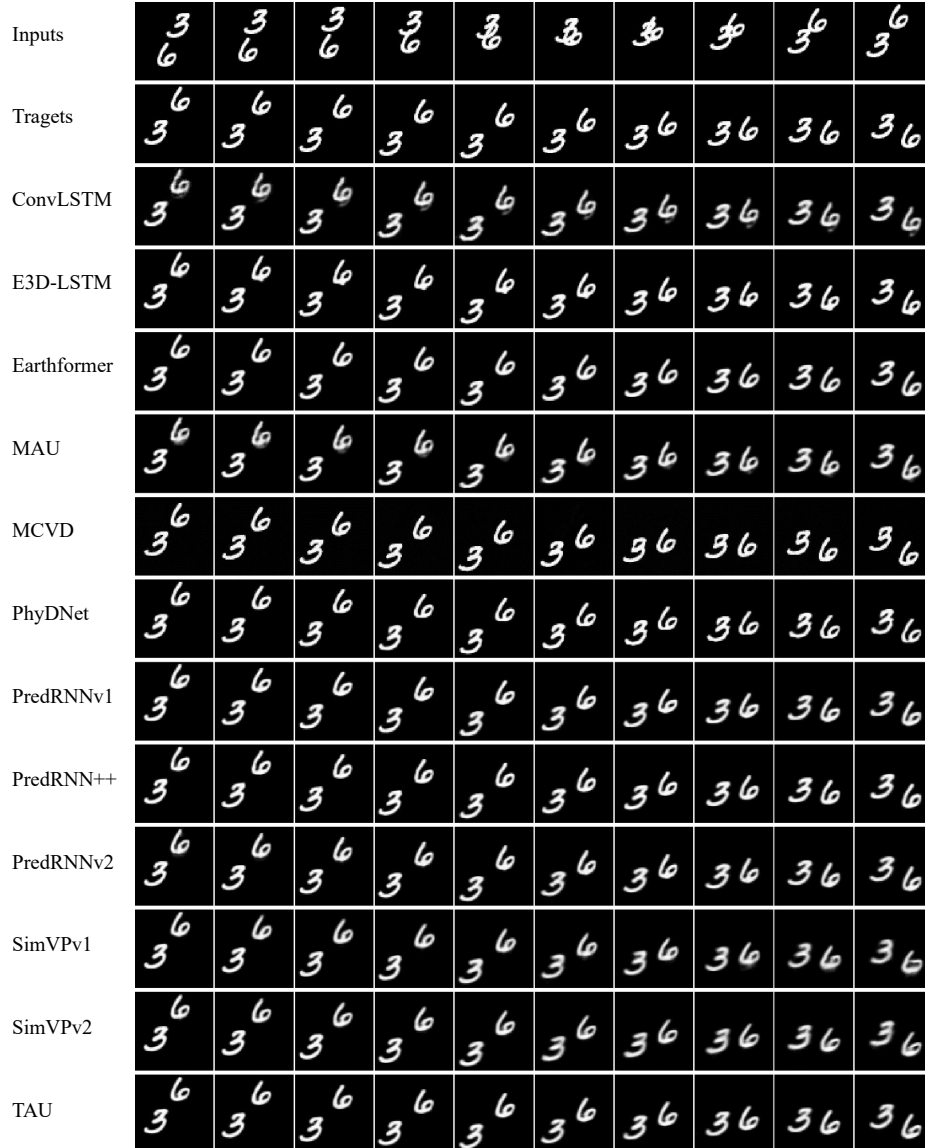 Inputs
Tragets
ConvLSTM
E3D-LSTM
Earthformer
MAU
MCVD
PhyDNet
PredRNNv1
PredRNN++
PredRNNv2
SimVPv1
SimVPv2
TAU